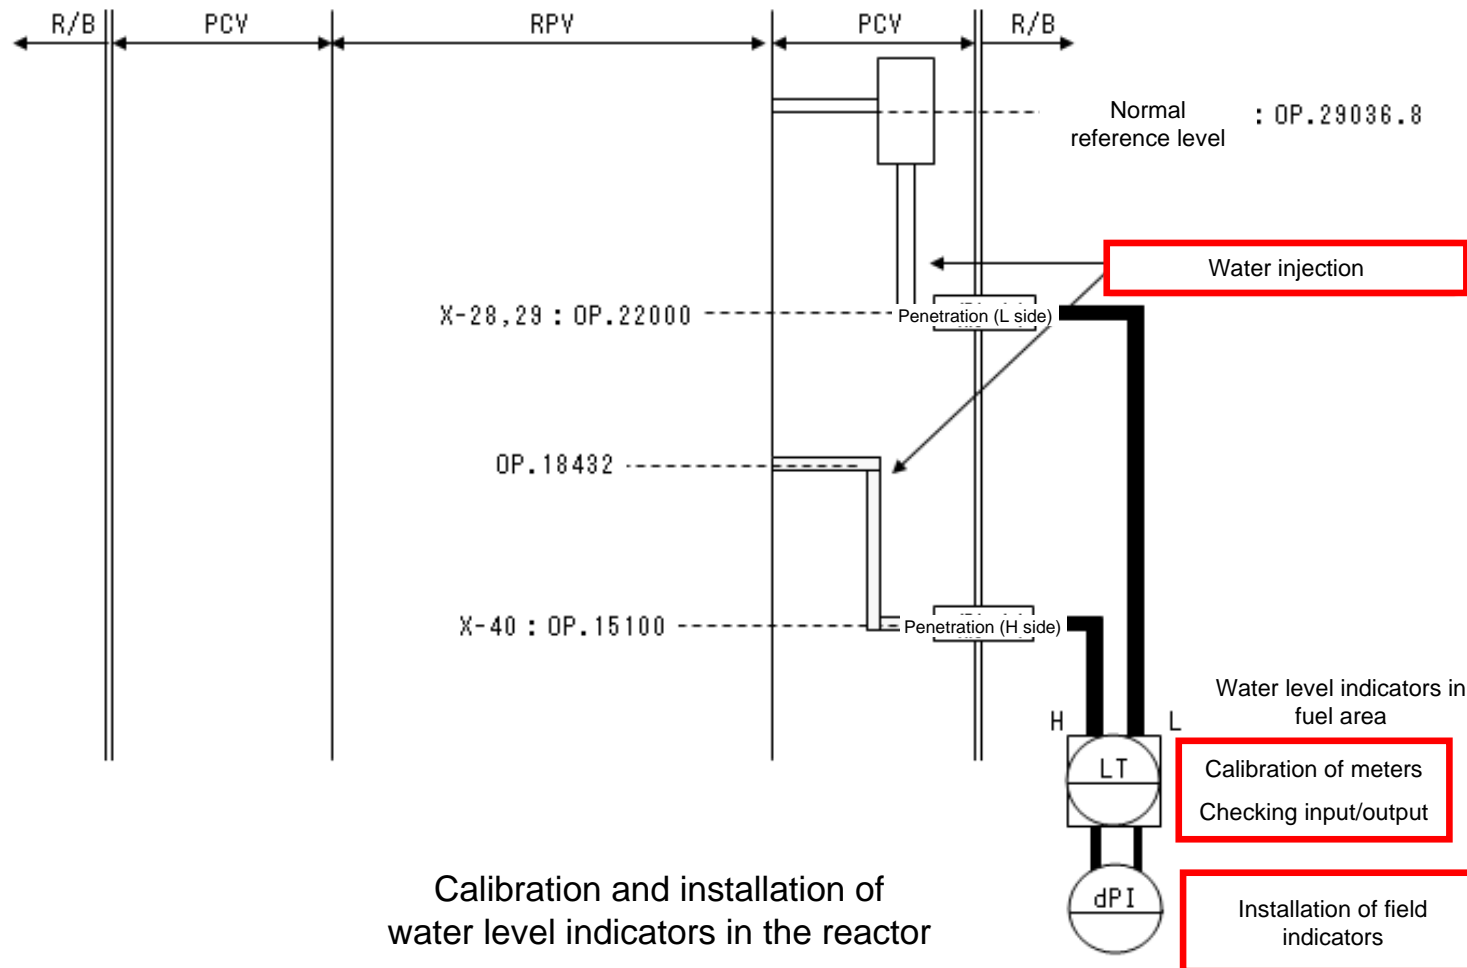 R/B PCV RPV PCV R/B
Normal
reference level : OP.29036.8
Water injection
X-28,29 : OP.22000
Penetration (L side)
OP.18432
X-40 : OP.15100
Penetration (H side)
Water level indicators in
fuel area
H L
LT
Calibration of meters
Checking input/output
dPI
Installation of field
indicators
Calibration and installation of
water level indicators in the reactor